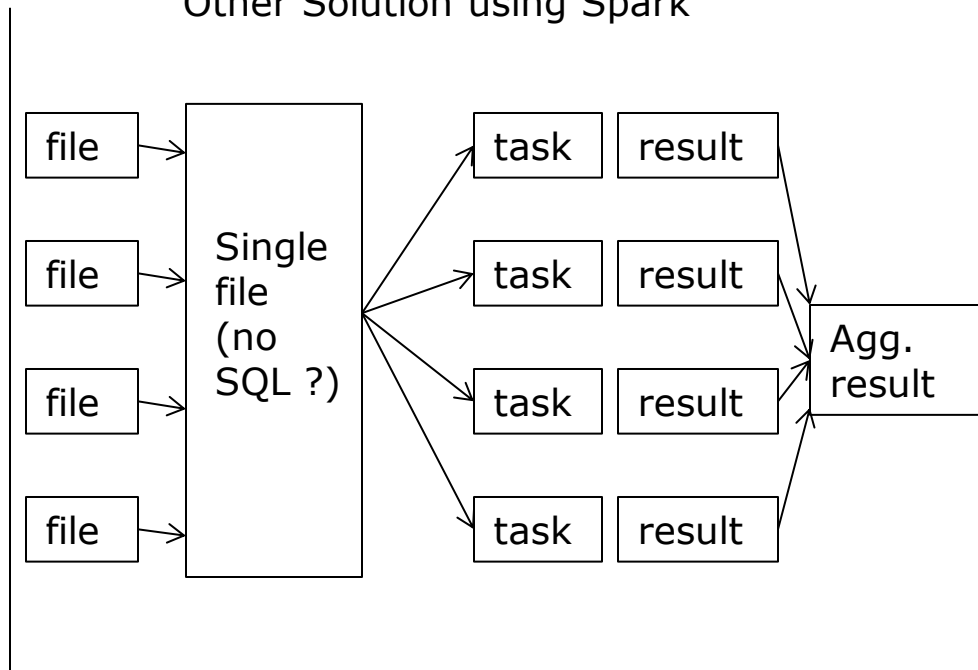 Other Solution using Spark
file
task
result
file
task
result
Single
file
(no
SQL ?)
Agg.
result
file
task
result
file
task
result